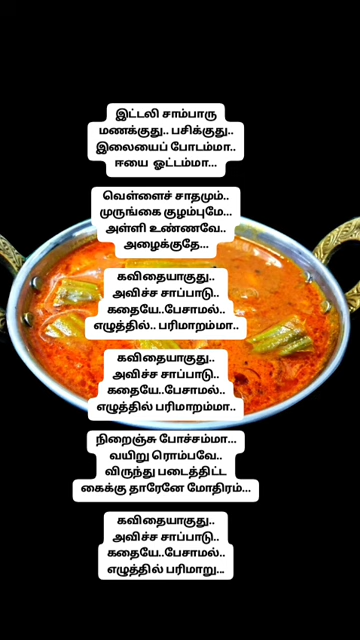 இட்டலி சாம்பாரு
மணக்குது.. பசிக்குது..
இலையைப் போடம்மா..
ஈயை ஓட்டம்மா...
வெள்ளைச் சாதமும்..
முருங்கை குழம்புமே...
அள்ளி உண்ணவே..
அழைக்குதே...
கவிதையாகுது..
அவிச்ச சாப்பாடு..
கதையே..பேசாமல்..
எழுத்தில்.. பரிமாறம்மா..
கவிதையாகுது..
அவிச்ச சாப்பாடு..
கதையே..பேசாமல்..
எழுத்தில் பரிமாறம்மா..
நிறைஞ்சு போச்சம்மா...
வயிறு ரொம்பவே..
விருந்து படைத்திட்ட
கைக்கு தாரேனே மோதிரம்...
கவிதையாகுது..
அவிச்ச சாப்பாடு..
கதையே..பேசாமல்..
எழுத்தில் பரிமாறு...